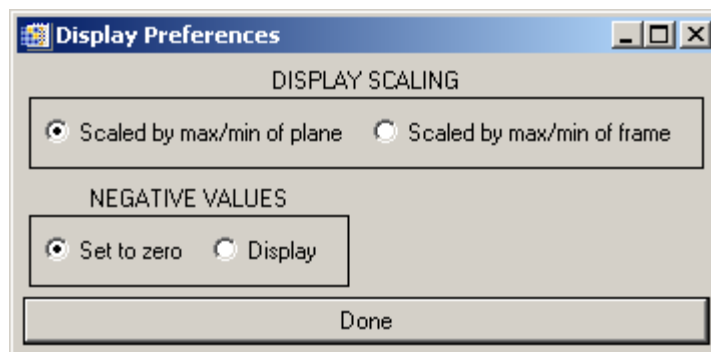 Display Preferences
DISPLAY SCALING
Scaled by max/min of plane Scaled by max/min of frame
NEGATIVE VALUES
Set to zero Display
Done